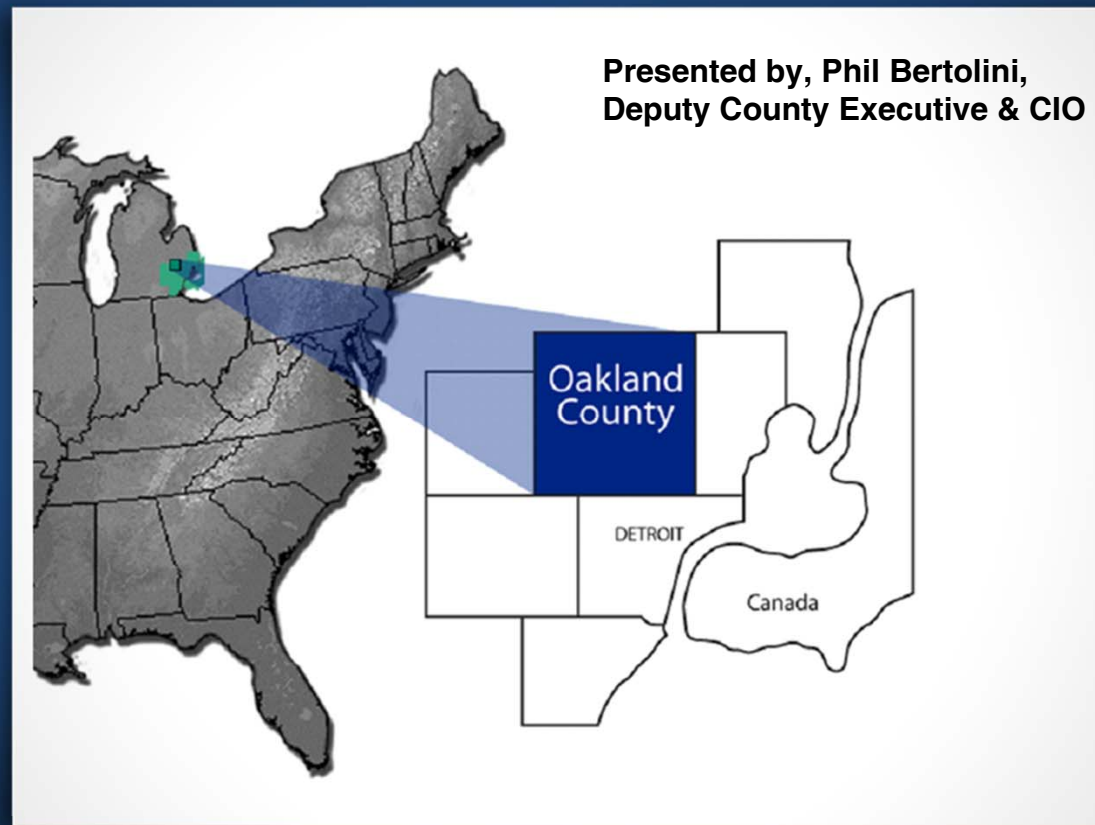 Presented by, Phil Bertolini,
Deputy County Executive & CIO
Oakland
County
DETROIT
Canada